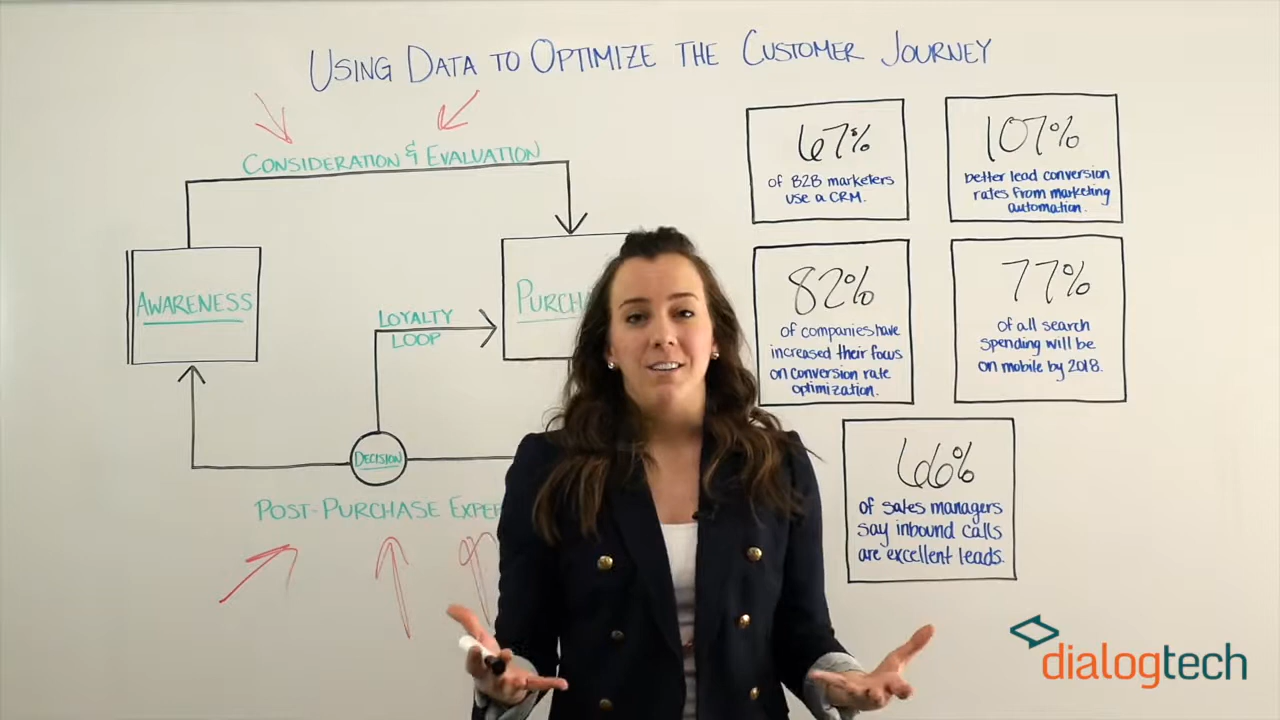 USING DATA TO OPTIMIZE THE CUSTOMER JOURNEY
CONSIDERATION & EVALUATION
AWARENESS
LOYALTY
LOOP
DECISION
POST-PURCHASE
67%
of B2B marketers
use a CRM.
107%
better lead conversion
rates from marketing
automation.
82%
of companies have
increased their focus
on conversion rate
optimization.
77%
of all search
spending will be
on mobile by 2018.
66%
of sales managers
say inbound calls
are excellent leads.
dialogtech